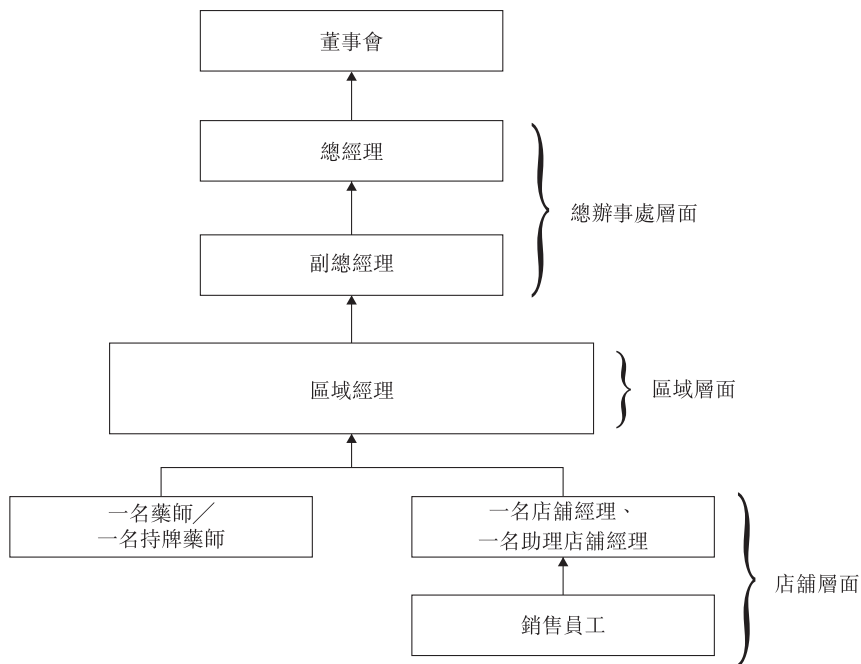 董事會
總經理
總辦事處層面
副總經理
區域經理
區域層面
一名藥師／
一名持牌藥師
一名店舖經理、
一名助理店舖經理
店舖層面
銷售員工